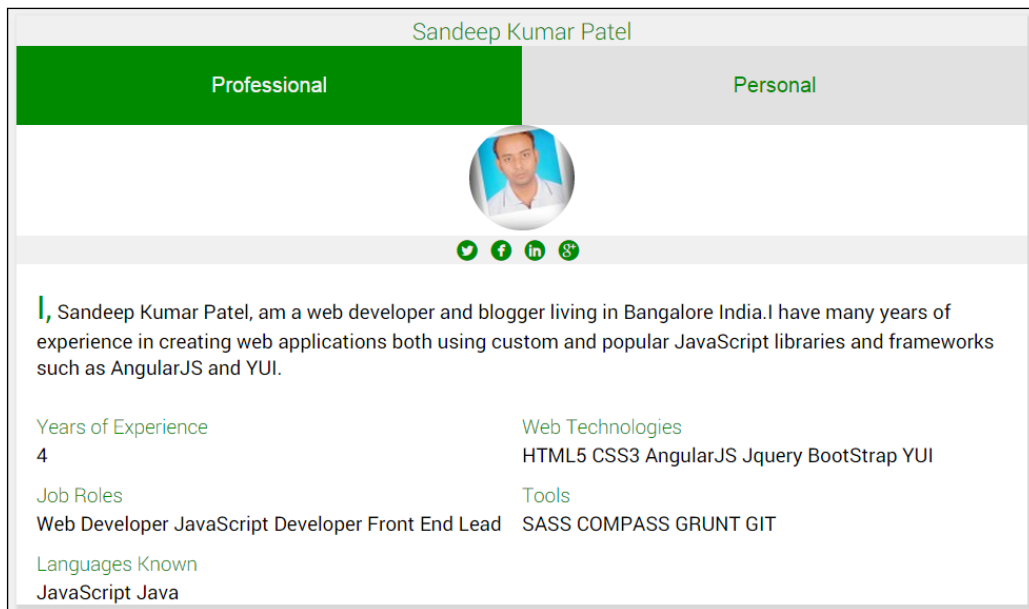 Sandeep Kumar Patel
Professional
Personal
I, Sandeep Kumar Patel, am a web developer and blogger living in Bangalore India.I have many years of
experience in creating web applications both using custom and popular JavaScript libraries and frameworks
such as AngularJS and YUI.
Years of Experience
4
Web Technologies
HTML5 CSS3 AngularJS Jquery BootStrap YUI
Job Roles
Web Developer JavaScript Developer Front End Lead
Tools
SASS COMPASS GRUNT GIT
Languages Known
JavaScript Java